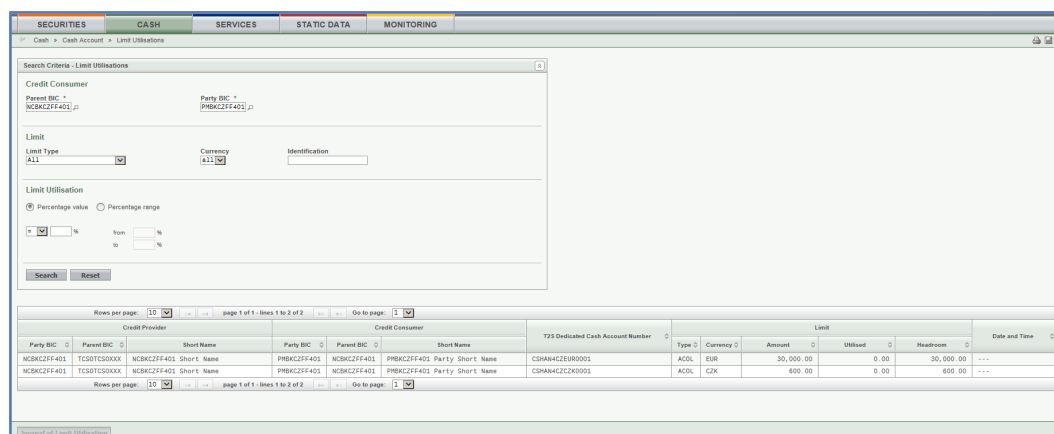 SECURITIES CASH SERVICES STATIC DATA MONITORING
Cash » Cash Account » Limit Utilisations
Search Criteria - Limit Utilisations
Credit Consumer
Parent BIC * Party BIC *
NCBKCZFF401 PMBKCZFF401
Limit
Limit Type Currency Identification
All all
Limit Utilisation
Percentage value Percentage range
= % from %
to %
Search Reset
Rows per page: 10 page 1 of 1 - lines 1 to 2 of 2 Go to page: 1
Credit Provider Credit Consumer T2S Dedicated Cash Account Number Limit Date and Time
Party BIC Parent BIC Short Name Party BIC Parent BIC Short Name Type Currency Amount Utilised Headroom
NCBKCZFF401 TCSOTCSOXXX NCBKCZFF401 Short Name PMBKCZFF401 NCBKCZFF401 PMBKCZFF401 Party Short Name CSHAN4CZEUR0001 ACOL EUR 30,000.00 0.00 30,000.00 ---
NCBKCZFF401 TCSOTCSOXXX NCBKCZFF401 Short Name PMBKCZFF401 NCBKCZFF401 PMBKCZFF401 Party Short Name CSHAN4CZCZK0001 ACOL CZK 600.00 0.00 600.00 ---
Rows per page: 10 page 1 of 1 - lines 1 to 2 of 2 Go to page: 1
Journal of Limit Utilisation